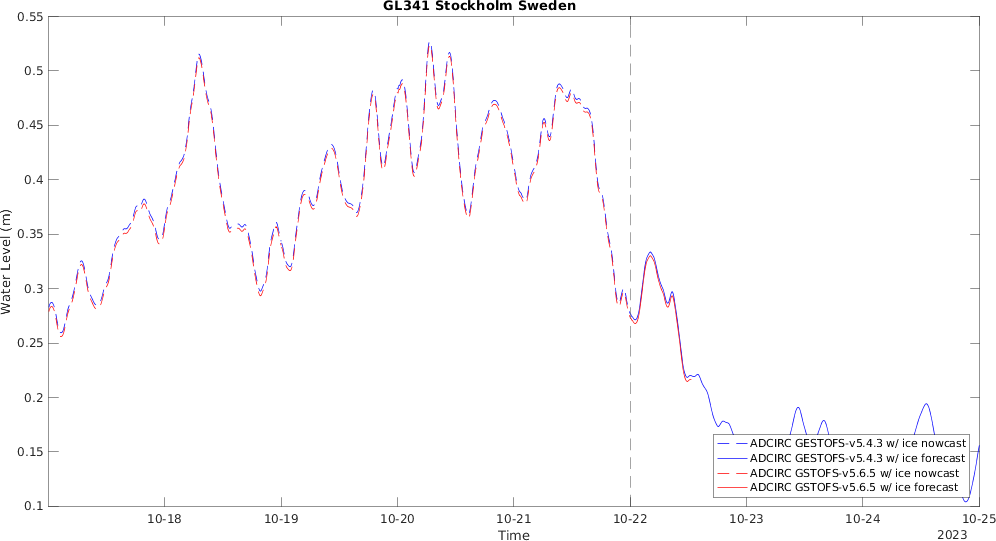 GL341 Stockholm Sweden
0.55
0.5
0.45
0.4
0.35
0.3
0.25
0.2
0.15
0.1
Water Level (m)
ADCIRC GESTOFS-v5.4.3 w/ ice nowcast
ADCIRC GESTOFS-v5.4.3 w/ ice forecast
ADCIRC GSTOFS-v5.6.5 w/ ice nowcast
ADCIRC GSTOFS-v5.6.5 w/ ice forecast
10-18 10-19 10-20 10-21 10-22 10-23 10-24 10-25
Time
2023